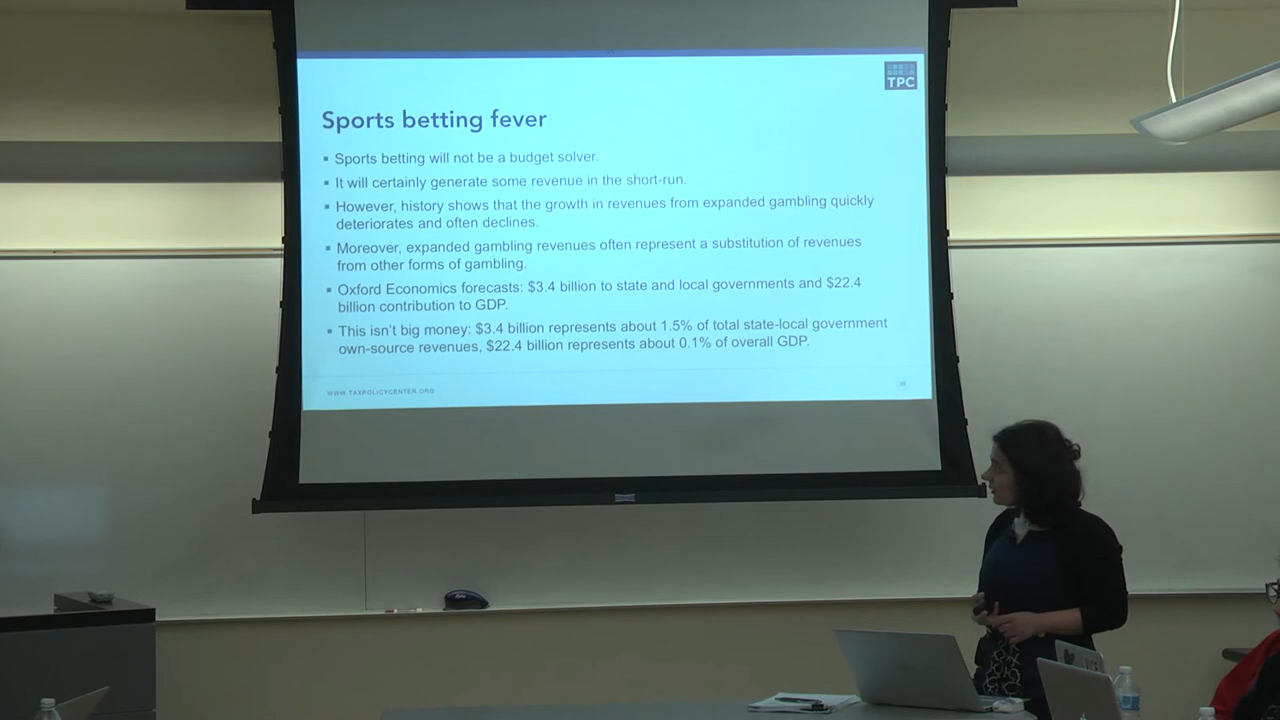 TPC
Sports betting fever
▪ Sports betting will not be a budget solver.
▪ It will certainly generate some revenue in the short-run.
▪ However, history shows that the growth in revenues from expanded gambling quickly
deteriorates and often declines.
▪ Moreover, expanded gambling revenues often represent a substitution of revenues
from other forms of gambling.
▪ Oxford Economics forecasts: $3.4 billion to state and local governments and $22.4
billion contribution to GDP.
▪ This isn't big money: $3.4 billion represents about 1.5% of total state-local government
own-source revenues, $22.4 billion represents about 0.1% of overall GDP.
WWW.TAXPOLICYCENTER.ORG